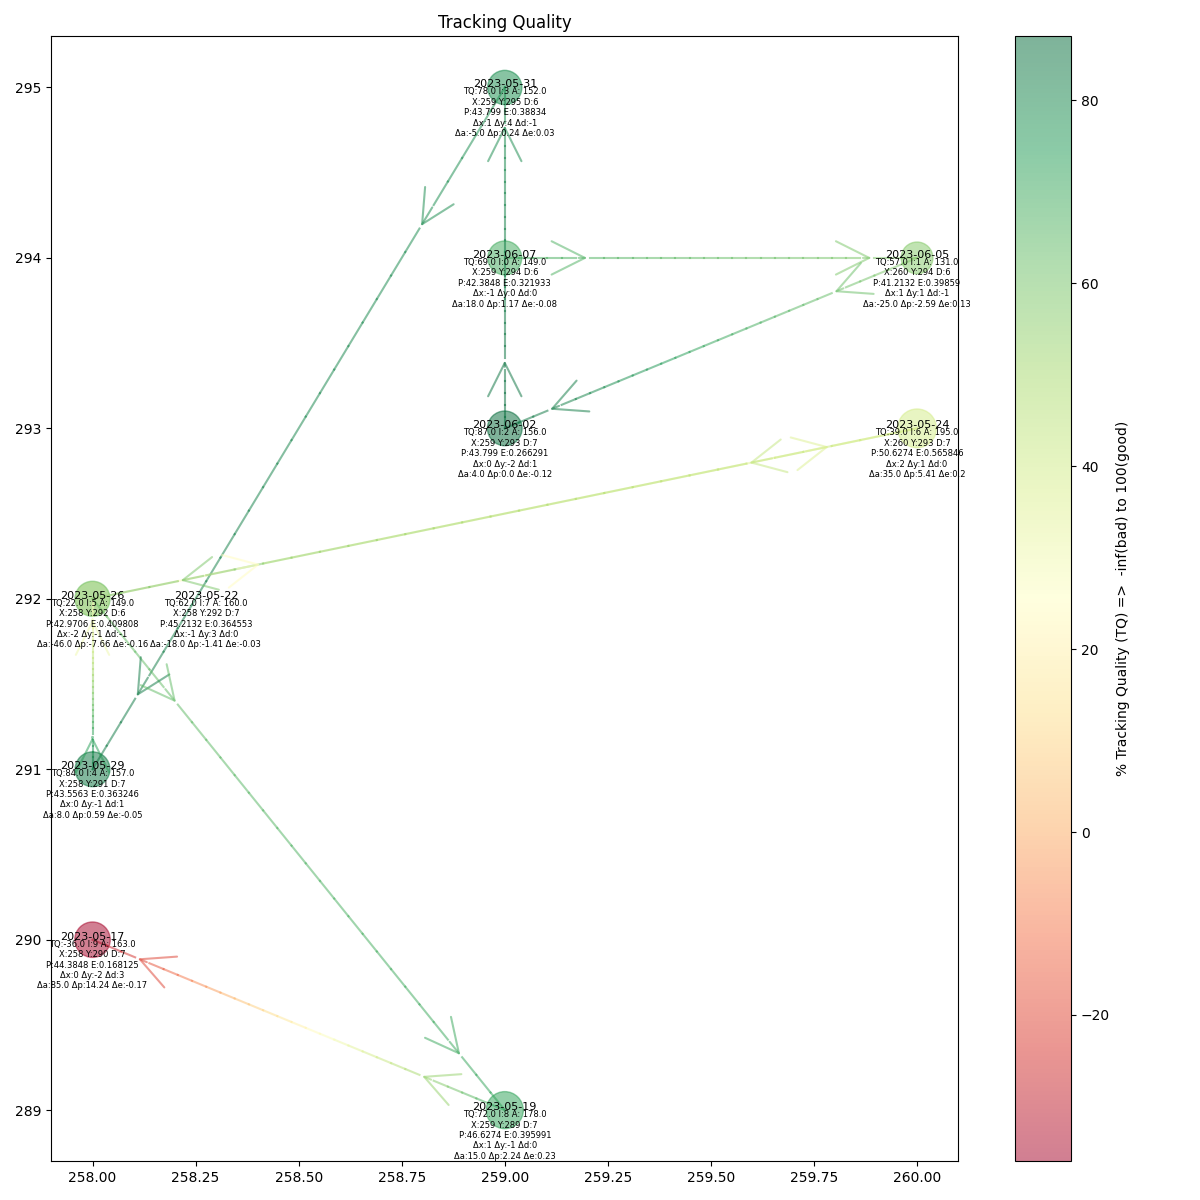 Tracking Quality
295
294
293
292
291
290
289
258.00
258.25
258.50
258.75
259.00
259.25
259.50
259.75
260.00
2023-05-31
TQ:78.0 I:3 A: 152.0
X:259 Y:295 D:6
P:43.799 E:0.38834
Δx:1 Δy:4 Δd:-1
Δa:-5.0 Δp:0.24 Δe:0.03
2023-06-07
TQ:69.0 I:0 A: 149.0
X:259 Y:294 D:6
P:42.3848 E:0.321933
Δx:-1 Δy:0 Δd:0
Δa:18.0 Δp:1.17 Δe:-0.08
2023-06-05
TQ:57.0 I:1 A: 131.0
X:260 Y:294 D:6
P:41.2132 E:0.39859
Δx:1 Δy:1 Δd:-1
Δa:-25.0 Δp:-2.59 Δe:0.13
2023-06-02
TQ:87.0 I:2 A: 156.0
X:259 Y:293 D:7
P:43.799 E:0.266291
Δx:0 Δy:-2 Δd:1
Δa:4.0 Δp:0.0 Δe:-0.12
2023-05-24
TQ:39.0 I:6 A: 195.0
X:260 Y:293 D:7
P:50.6274 E:0.565846
Δx:2 Δy:1 Δd:0
Δa:35.0 Δp:5.41 Δe:0.2
2023-05-26
TQ:22.0 I:5 A: 149.0
X:258 Y:292 D:6
P:42.9706 E:0.409808
Δx:-2 Δy:-1 Δd:-1
Δa:-46.0 Δp:-7.66 Δe:-0.16
2023-05-22
TQ:62.0 I:7 A: 160.0
X:258 Y:292 D:7
P:45.2132 E:0.364553
Δx:-1 Δy:3 Δd:0
Δa:-18.0 Δp:-1.41 Δe:-0.03
2023-05-29
TQ:84.0 I:4 A: 157.0
X:258 Y:291 D:7
P:43.5563 E:0.363246
Δx:0 Δy:-1 Δd:1
Δa:8.0 Δp:0.59 Δe:-0.05
2023-05-17
TQ:-36.0 I:9 A: 163.0
X:258 Y:290 D:7
P:44.3848 E:0.168125
Δx:0 Δy:-2 Δd:3
Δa:85.0 Δp:14.24 Δe:-0.17
2023-05-19
TQ:72.0 I:8 A: 178.0
X:259 Y:289 D:7
P:46.6274 E:0.395991
Δx:1 Δy:-1 Δd:0
Δa:15.0 Δp:2.24 Δe:0.23
80
60
40
20
0
−20
% Tracking Quality (TQ) => -inf(bad) to 100(good)